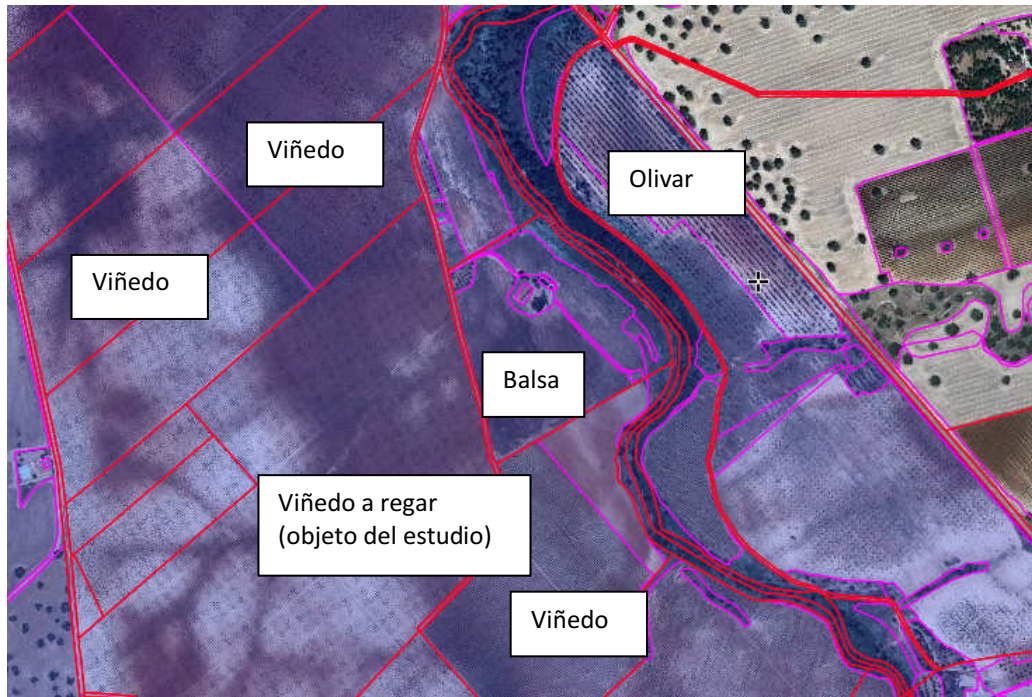 Viñedo
Olivar
Viñedo
Balsa
Viñedo a regar
(objeto del estudio)
Viñedo